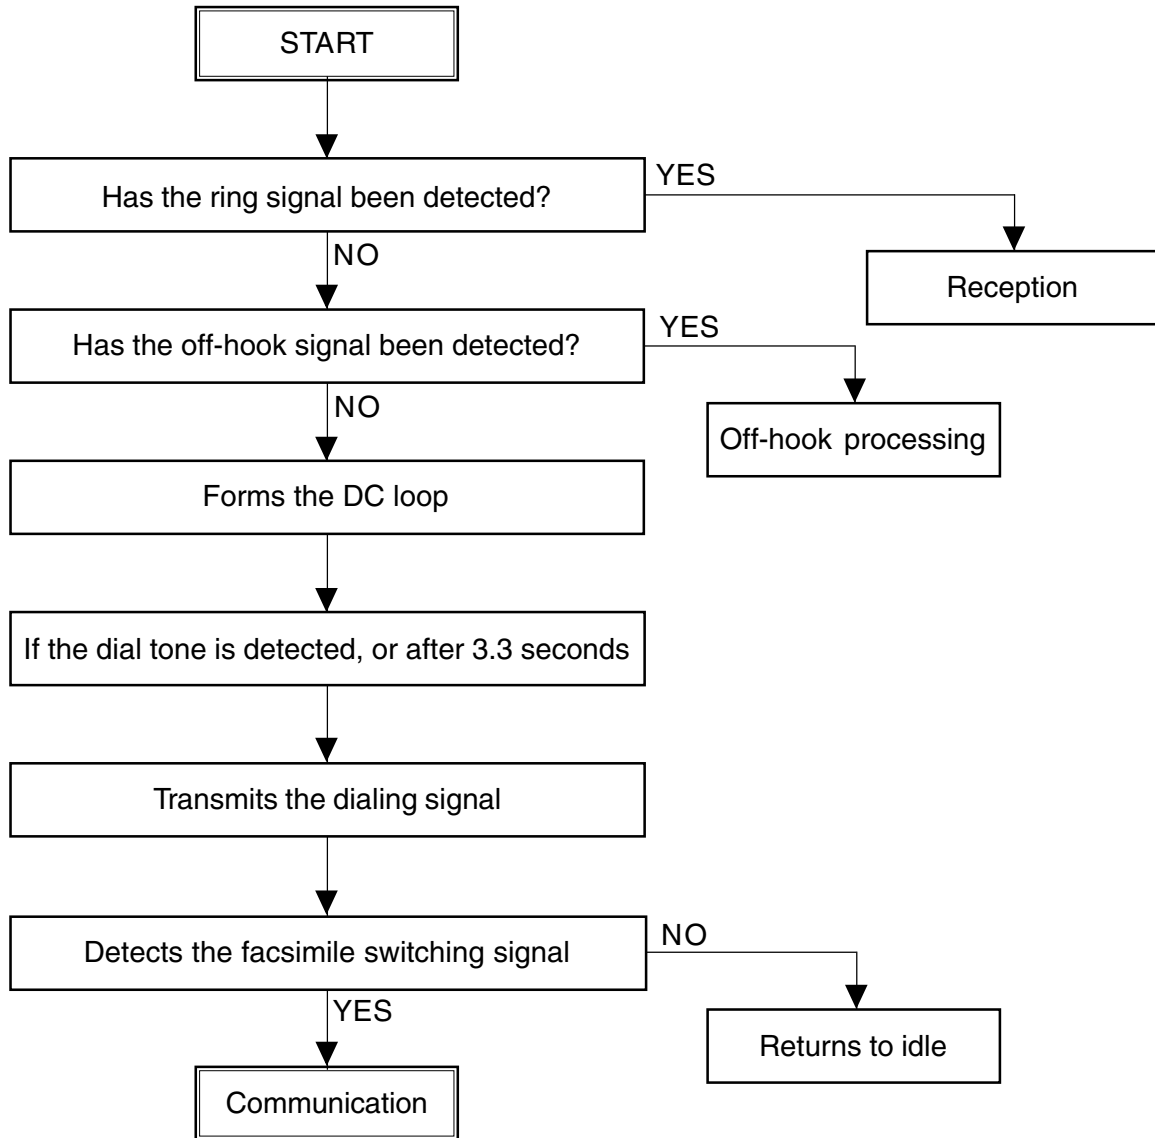 START
Has the ring signal been detected?
YES
NO
Reception
Has the off-hook signal been detected?
YES
NO
Off-hook processing
Forms the DC loop
If the dial tone is detected, or after 3.3 seconds
Transmits the dialing signal
Detects the facsimile switching signal
NO
YES
Returns to idle
Communication